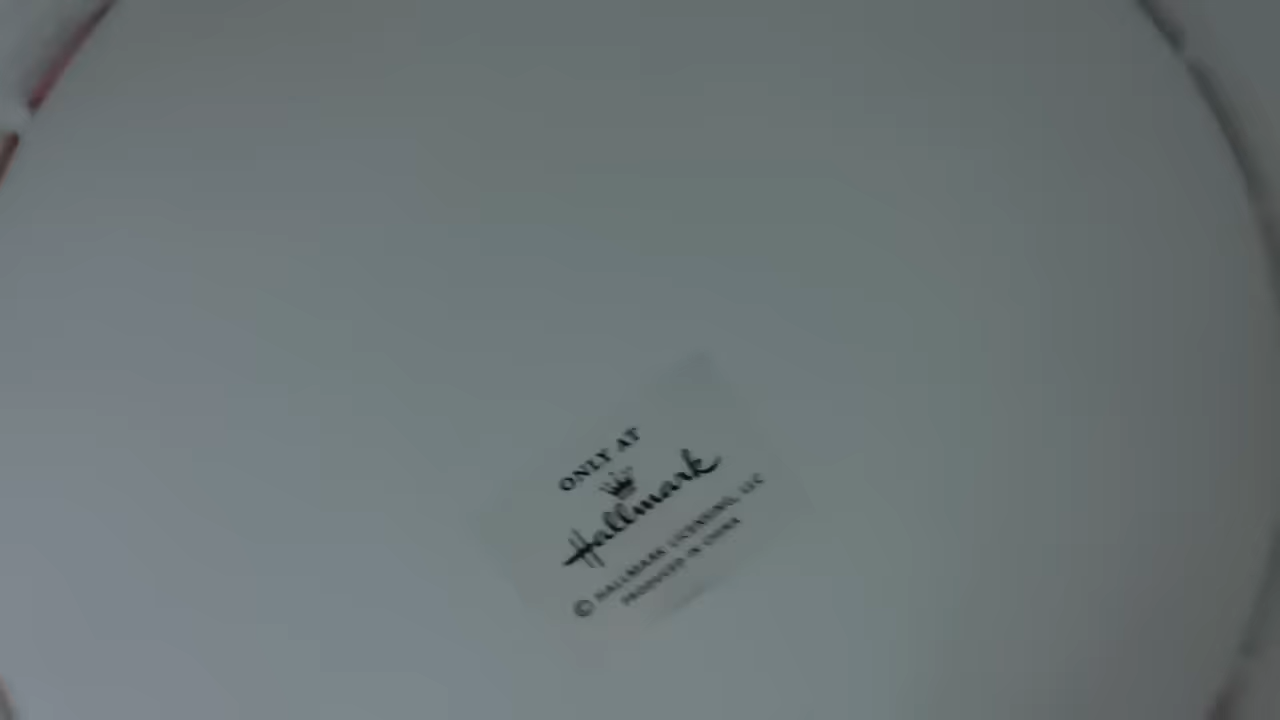 ONLY AT
Hallmark
© HALLMARK LICENSING, LLC
PRODUCED IN CHINA